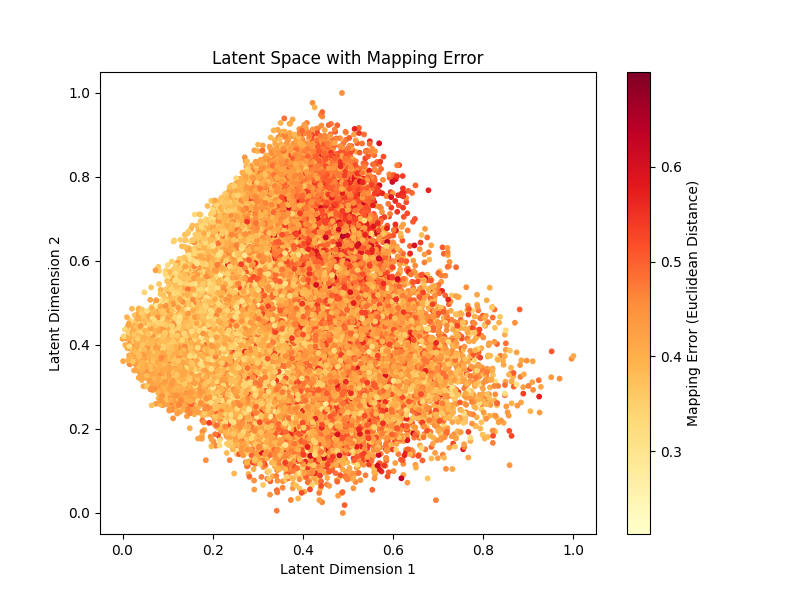 Latent Space with Mapping Error
1.0
0.8
0.6
0.4
0.2
0.0
Latent Dimension 2
0.0 0.2 0.4 0.6 0.8 1.0
Latent Dimension 1
0.6
0.5
0.4
0.3
Mapping Error (Euclidean Distance)